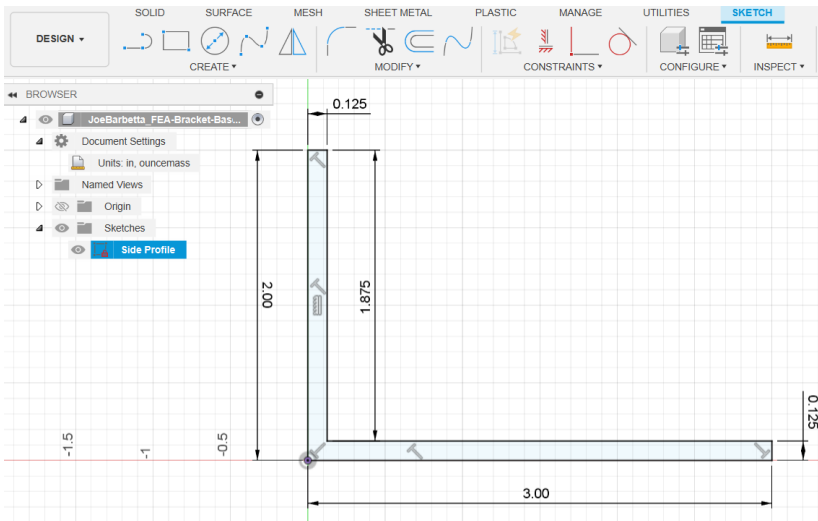 SOLID SURFACE MESH SHEET METAL PLASTIC MANAGE UTILITIES SKETCH
DESIGN
CREATE MODIFY CONSTRAINTS CONFIGURE INSPECT
BROWSER
JoeBarbetta_FEA-Bracket-Bas...
Document Settings
Units: in, ouncemass
Named Views
Origin
Sketches
Side Profile
0.125
2.00
1.875
0.125
-1.5
-1
-0.5
3.00